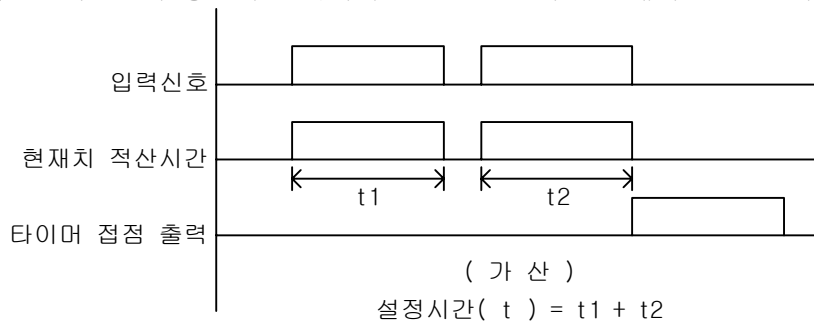 입력신호
현재치 적산시간
t1 t2
타이머 접점 출력
( 가 산 )
설정시간( t ) = t1 + t2